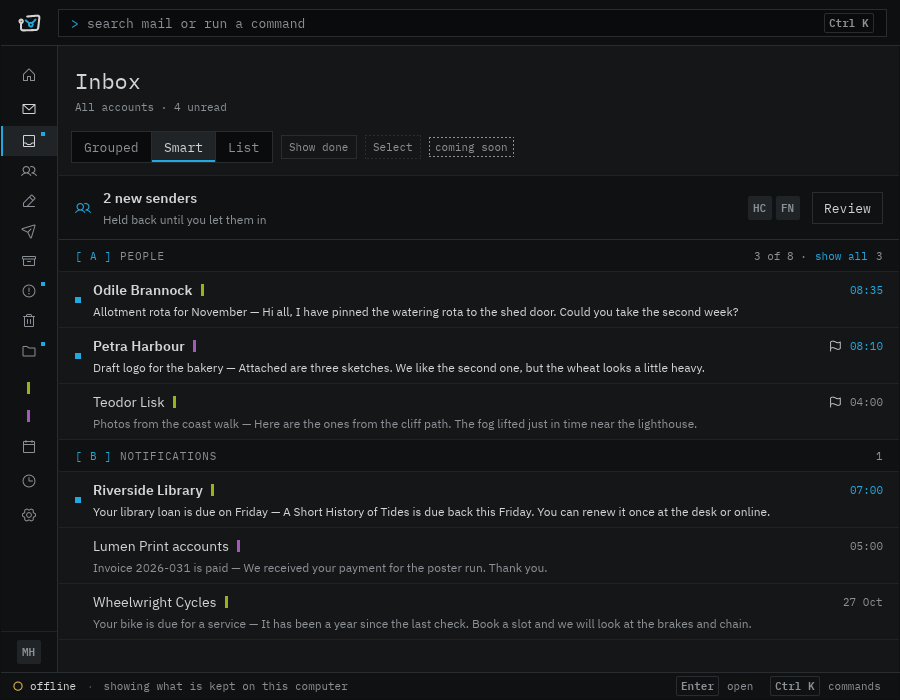 > search mail or run a command Ctrl K
Inbox
All accounts · 4 unread
Grouped Smart List Show done Select coming soon
2 new senders
Held back until you let them in
HC FN Review
[ A ] PEOPLE 3 of 8 · show all 3
Odile Brannock 08:35
Allotment rota for November — Hi all, I have pinned the watering rota to the shed door. Could you take the second week?
Petra Harbour 08:10
Draft logo for the bakery — Attached are three sketches. We like the second one, but the wheat looks a little heavy.
Teodor Lisk 04:00
Photos from the coast walk — Here are the ones from the cliff path. The fog lifted just in time near the lighthouse.
[ B ] NOTIFICATIONS 1
Riverside Library 07:00
Your library loan is due on Friday — A Short History of Tides is due back this Friday. You can renew it once at the desk or online.
Lumen Print accounts 05:00
Invoice 2026-031 is paid — We received your payment for the poster run. Thank you.
Wheelwright Cycles 27 Oct
Your bike is due for a service — It has been a year since the last check. Book a slot and we will look at the brakes and chain.
MH
offline · showing what is kept on this computer Enter open Ctrl K commands